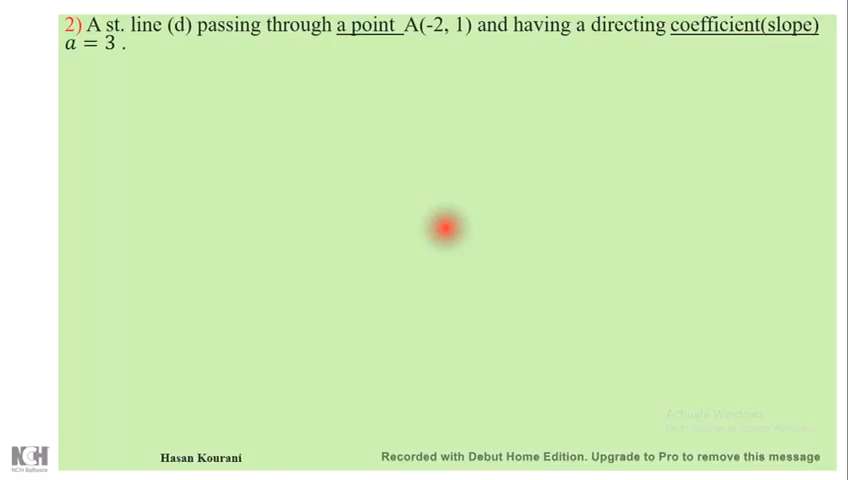 2) A st. line (d) passing through a point A(-2, 1) and having a directing coefficient(slope)
a = 3 .
Activate Windows
NCH
NCH Software
Hasan Kourani
Recorded with Debut Home Edition. Upgrade to Pro to remove this message